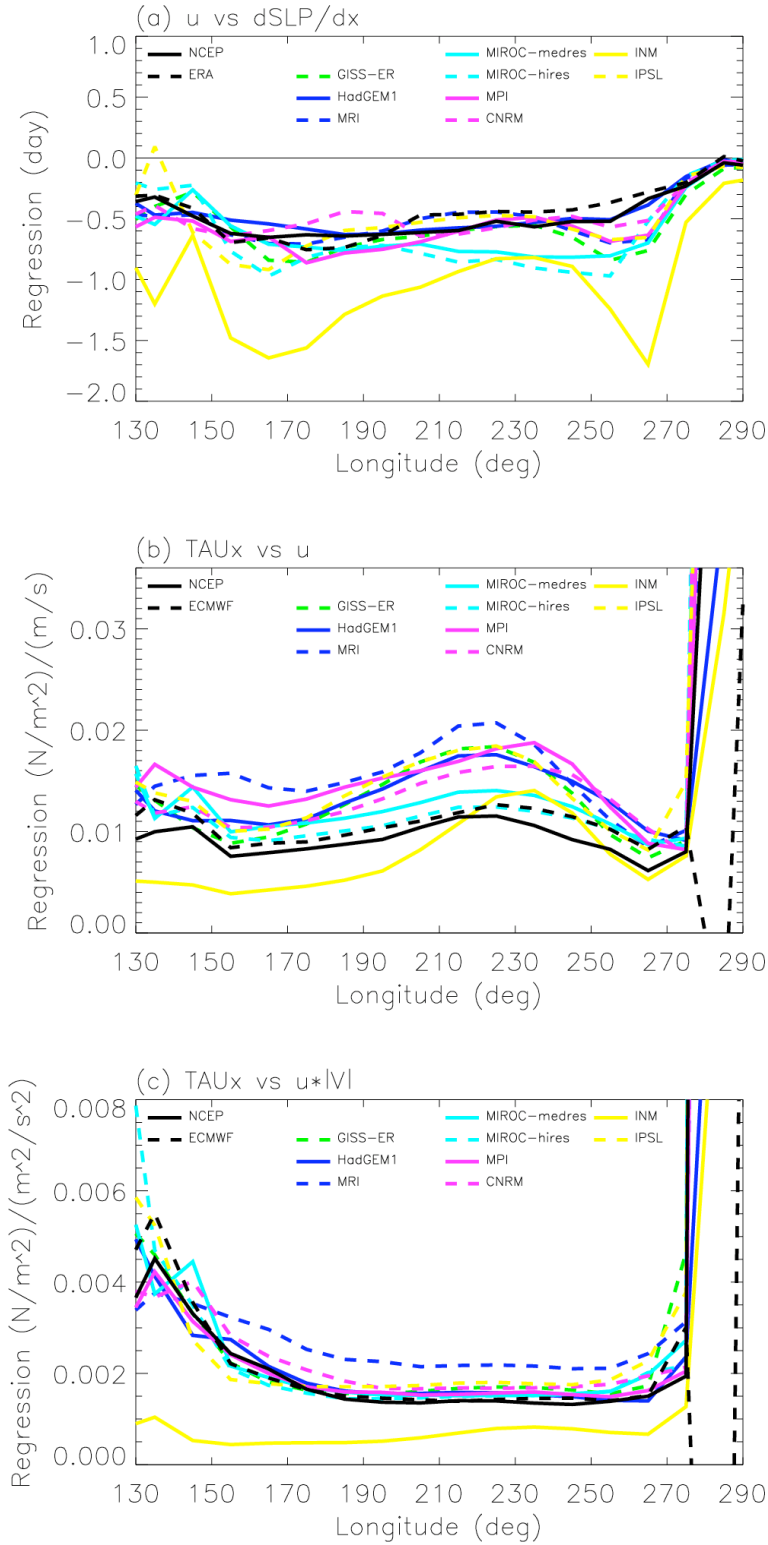 (a) u vs dSLP/dx
Regression (day)
1.0
0.5
0.0
−0.5
−1.0
−1.5
−2.0
NCEP
ERA
GISS−ER
HadGEM1
MRI
MIROC−medres
MIROC−hires
MPI
CNRM
INM
IPSL
130 150 170 190 210 230 250 270 290
Longitude (deg)
(b) TAUx vs u
Regression (N/m^2)/(m/s)
0.03
0.02
0.01
0.00
NCEP
ECMWF
GISS−ER
HadGEM1
MRI
MIROC−medres
MIROC−hires
MPI
CNRM
INM
IPSL
130 150 170 190 210 230 250 270 290
Longitude (deg)
(c) TAUx vs u*|V|
Regression (N/m^2)/(m^2/s^2)
0.008
0.006
0.004
0.002
0.000
NCEP
ECMWF
GISS−ER
HadGEM1
MRI
MIROC−medres
MIROC−hires
MPI
CNRM
INM
IPSL
130 150 170 190 210 230 250 270 290
Longitude (deg)